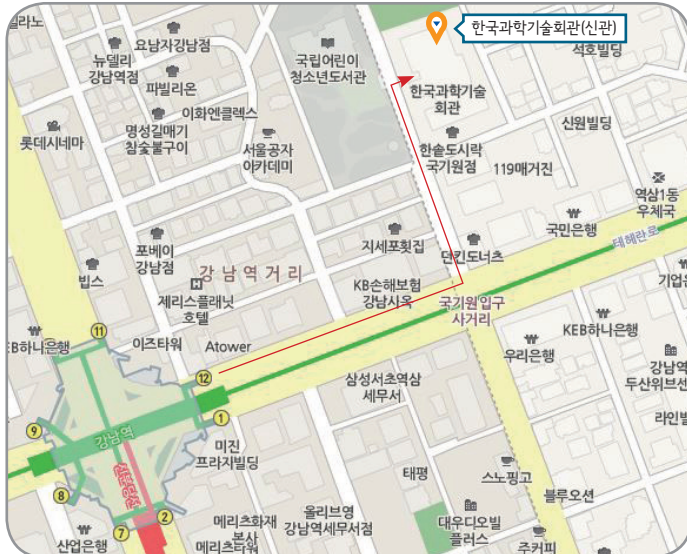 한국과학기술회관(신관)
요남자강남점
뉴델리
강남역점
파빌리온
국립어린이
청소년도서관
석호빌딩
한국과학기술
회관
이화엔클렉스
명성길매기
참숯불구이
롯데시네마
서울공자
아카데미
한솥도시락
국기원점
신원빌딩
119매거진
역삼1동
우체국
국민은행
테헤란로
포베이
강남점
빕스
강남역거리
지세포횟집
던킨도너츠
제리스플래닛
호텔
KB손해보험
강남사옥
국기원입구
사거리
기업은
11
EB하나은행
이즈타워
Atower
KEB하나은행
우리은행
12
삼성서초역삼
세무서
강남역
두산위브센
1
라인빌
9
강남역
미진
프라자빌딩
신분당선
태평
스노핑고
8
블루오션
7
2
올리브영
강남역세무서점
대우디오빌
플러스
메리츠화재
본사
산업은행
메리츠타워
주커피